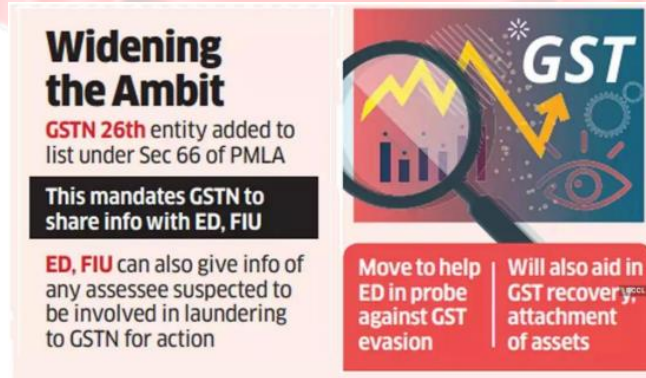 Widening
the Ambit
GSTN 26th entity added to
list under Sec 66 of PMLA
This mandates GSTN to
share info with ED, FIU
ED, FIU can also give info of
any assessee suspected to
be involved in laundering
to GSTN for action
GST
Move to help
ED in probe
against GST
evasion
Will also aid in
GST recovery,
attachment
of assets
BCCL